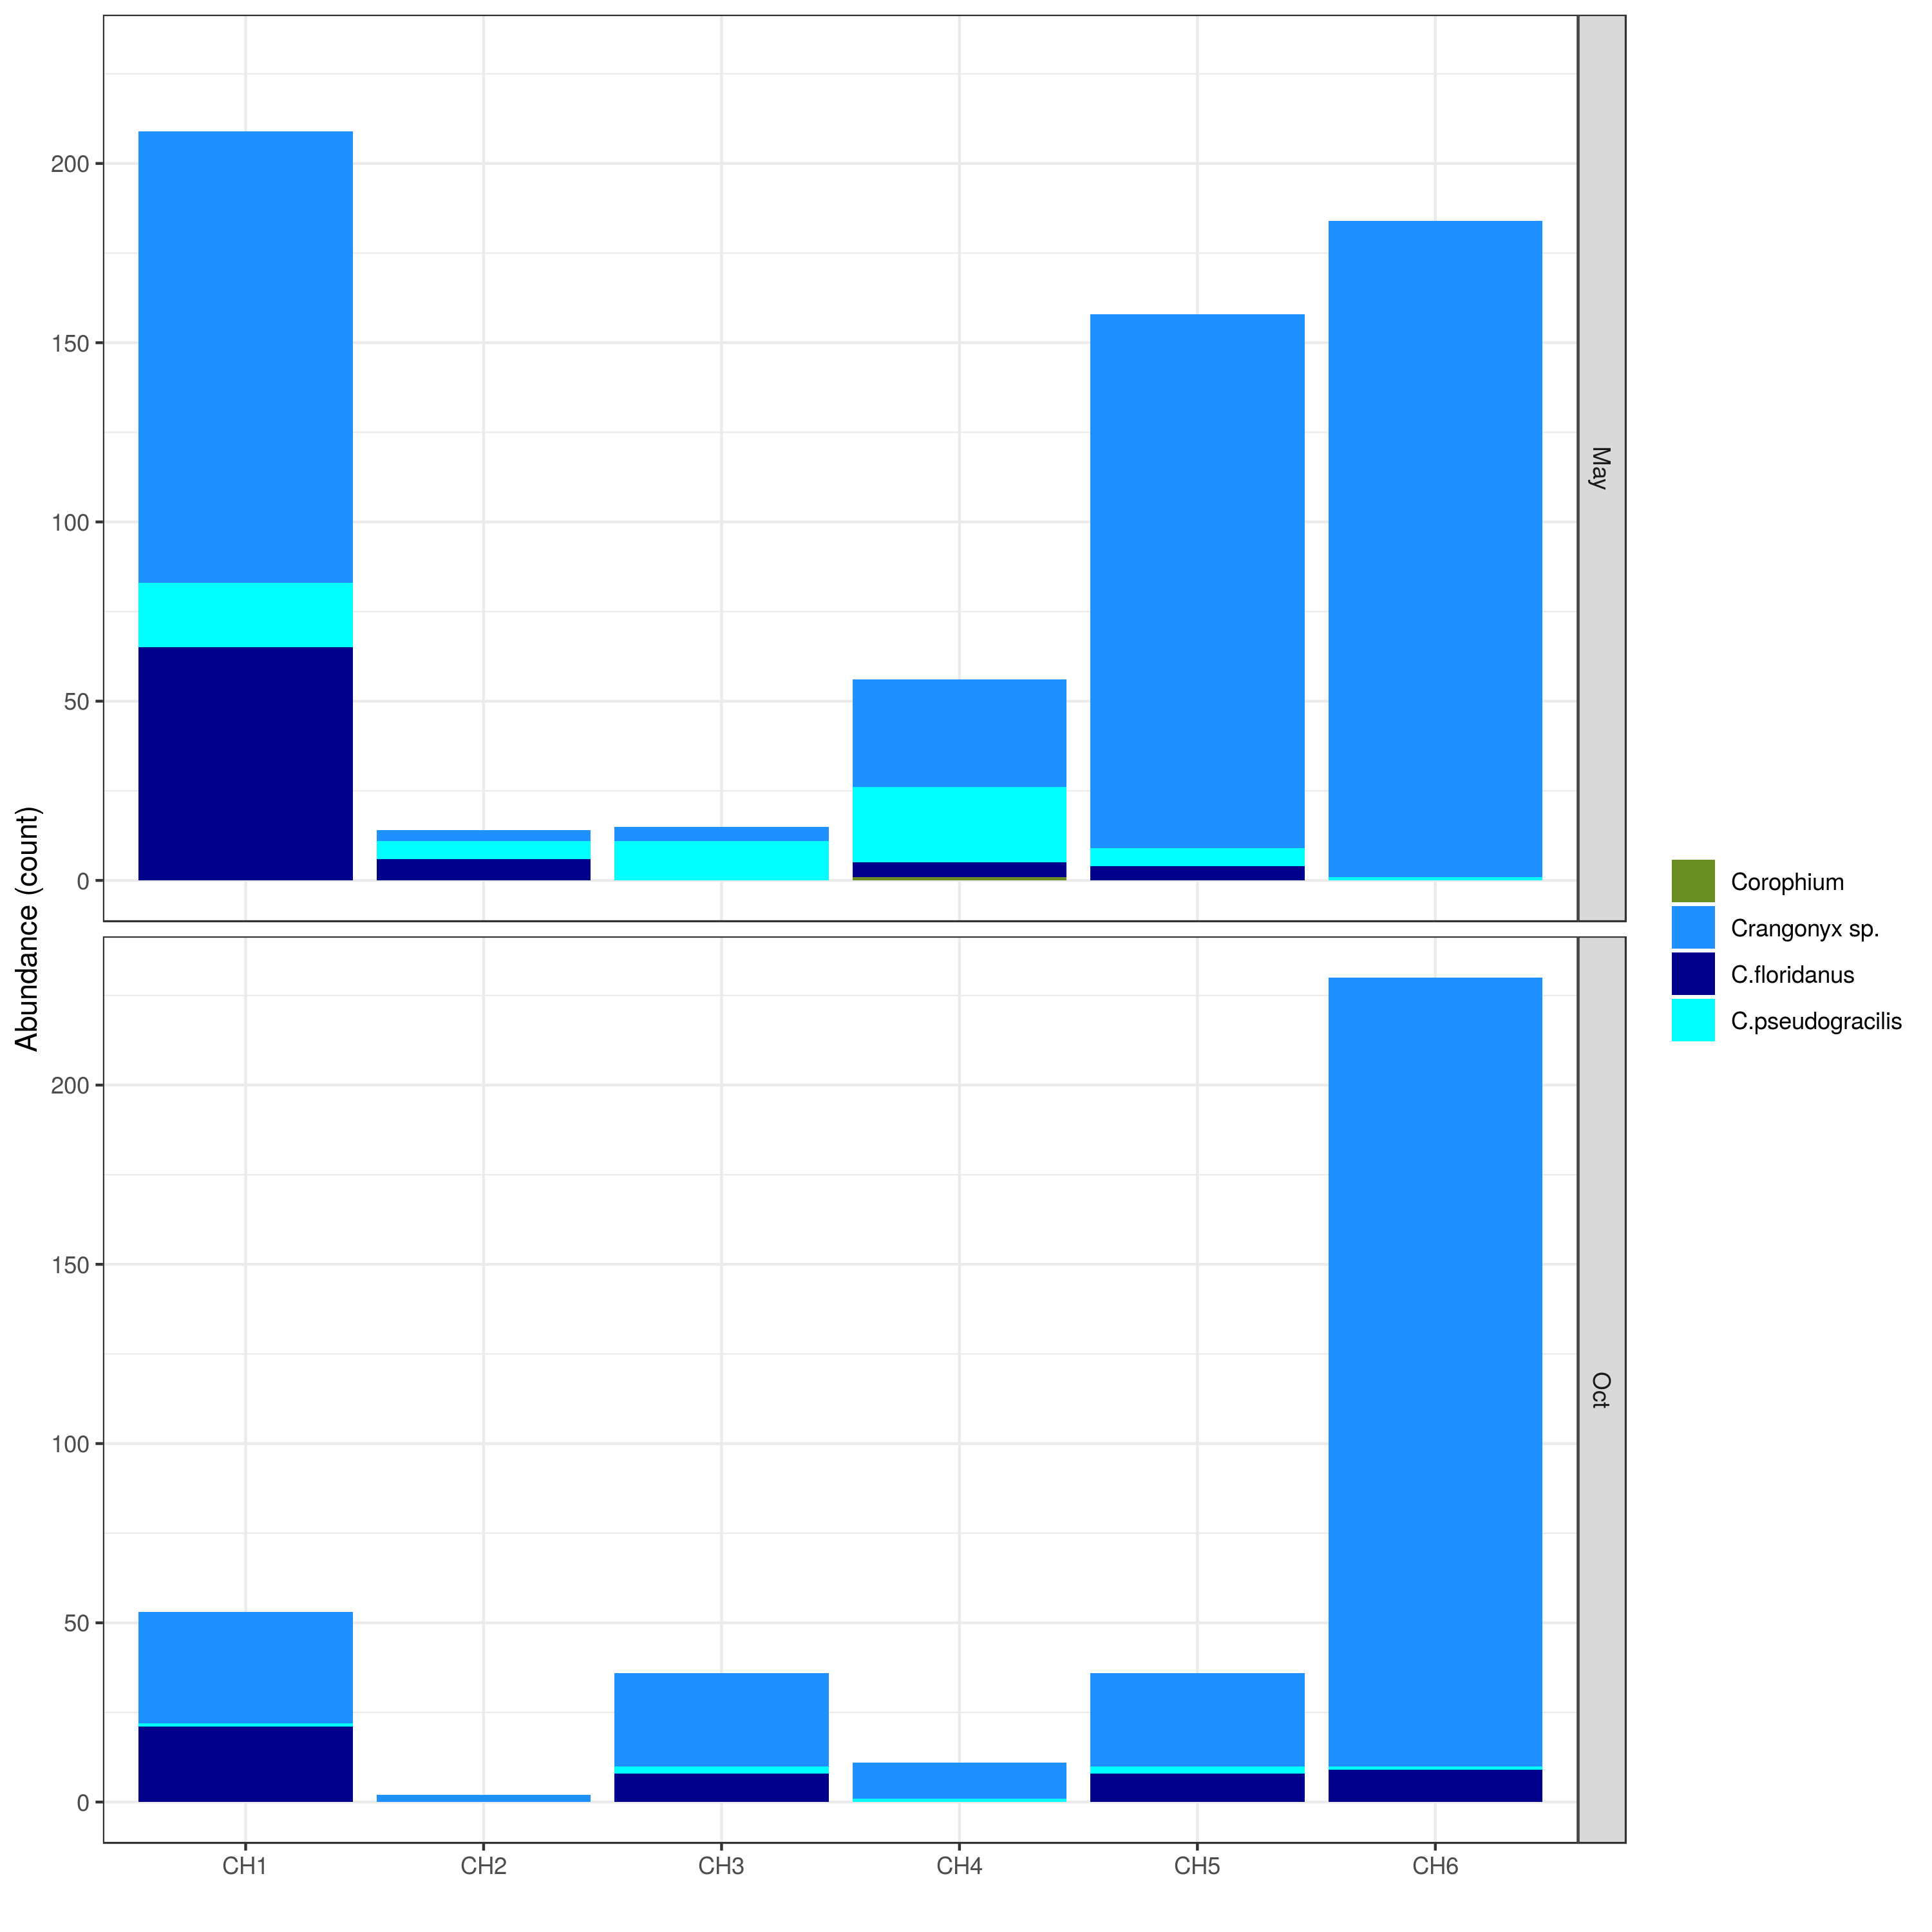 Abundance (count)
200
150
100
50
0
May
200
150
100
50
0
Oct
CH1 CH2 CH3 CH4 CH5 CH6
Corophium
Crangonyx sp.
C.floridanus
C.pseudogracilis